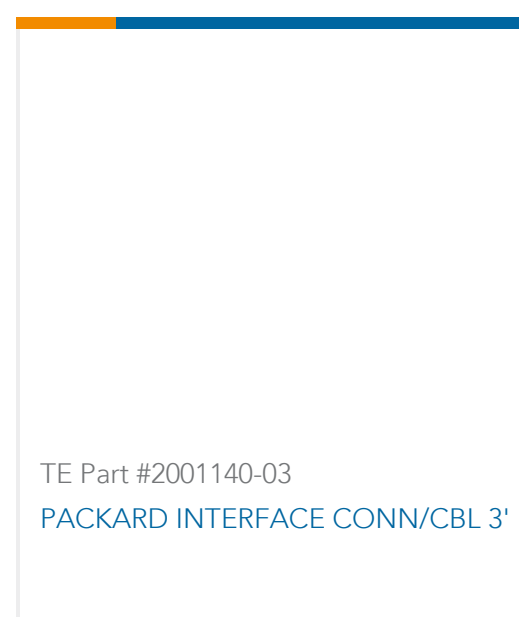 TE Part #2001140-03
PACKARD INTERFACE CONN/CBL 3'